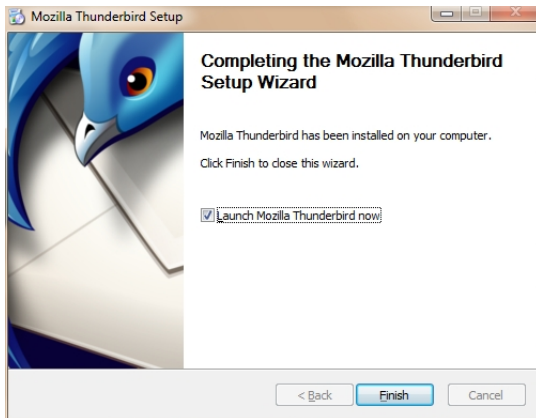 Mozilla Thunderbird Setup
Completing the Mozilla Thunderbird
Setup Wizard
Mozilla Thunderbird has been installed on your computer.
Click Finish to close this wizard.
Launch Mozilla Thunderbird now
< Back
Finish
Cancel